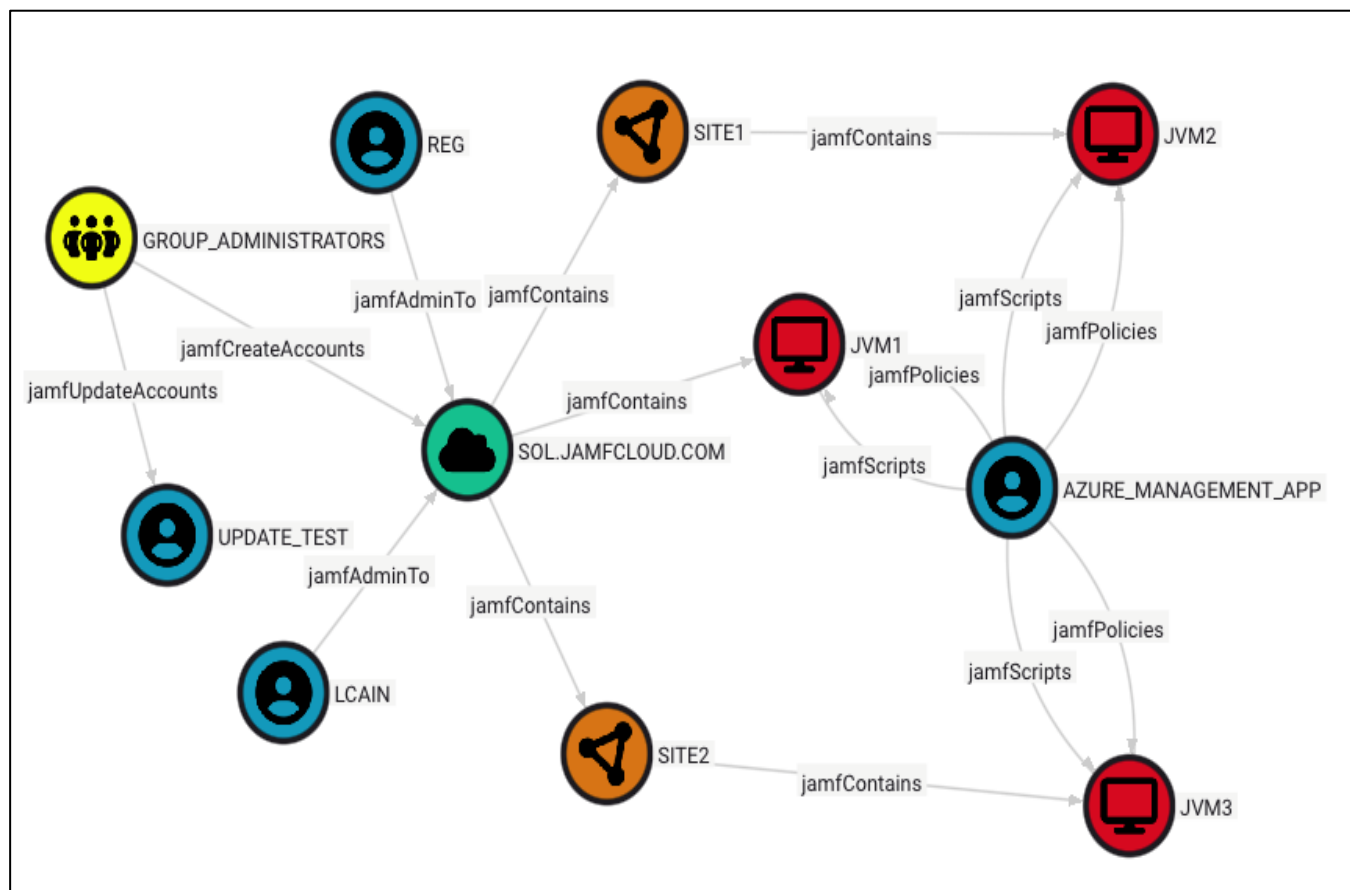 SITE1
jamfContains
JVM2
REG
GROUP_ADMINISTRATORS
jamfAdminTo
jamfContains
jamfScripts
jamfPolicies
jamfCreateAccounts
JVM1
jamfPolicies
jamfUpdateAccounts
jamfContains
SOL.JAMFCLOUD.COM
jamfScripts
AZURE_MANAGEMENT_APP
UPDATE_TEST
jamfAdminTo
jamfContains
jamfPolicies
jamfScripts
LCAIN
SITE2
jamfContains
JVM3